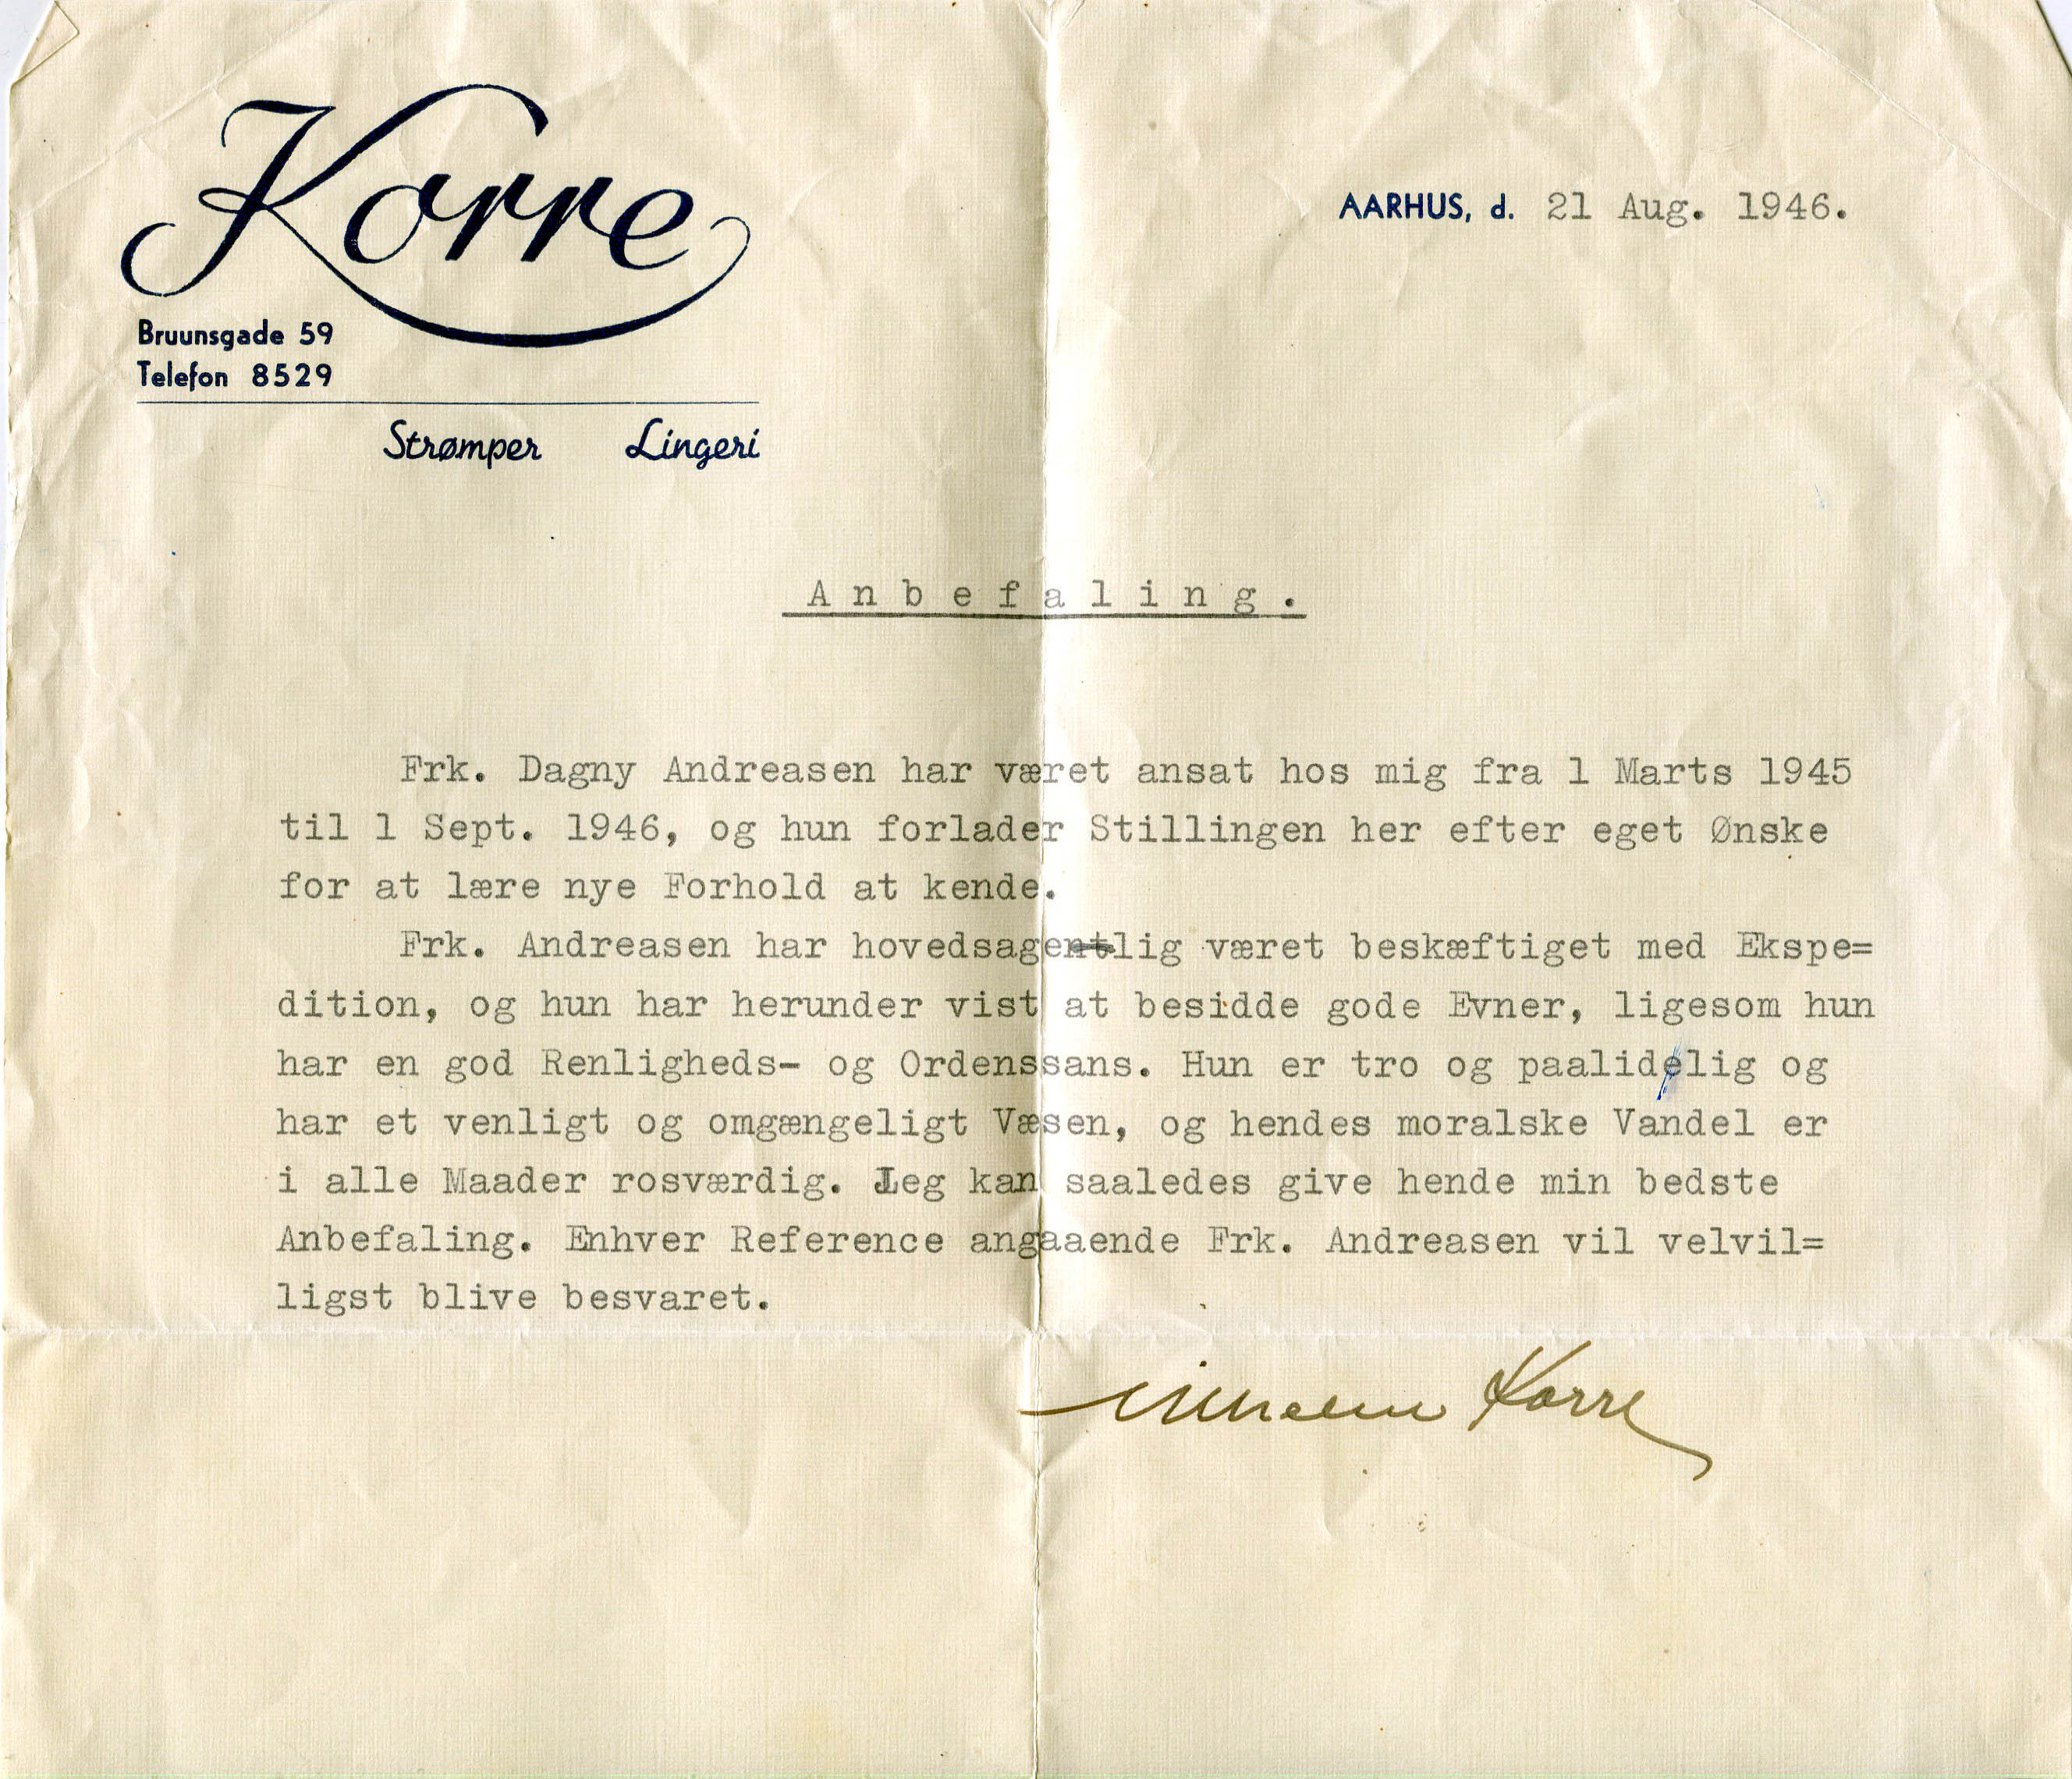 Korre
AARHUS, d. 21 Aug. 1946.
Bruunsgade 59
Telefon 8529
Strømper Lingeri
Anbefaling.
Frk. Dagny Andreasen har været ansat hos mig fra 1 Marts 1945
til 1 Sept. 1946, og hun forlader Stillingen her efter eget Ønske
for at lære nye Forhold at kende.
Frk. Andreasen har hovedsagentlig været beskæftiget med Ekspe=
dition, og hun har herunder vist at besidde gode Evner, ligesom hun
har en god Renligheds- og Ordenssans. Hun er tro og paalidelig og
har et venligt og omgængeligt Væsen, og hendes moralske Vandel er
i alle Maader rosværdig. Jeg kan saaledes give hende min bedste
Anbefaling. Enhver Reference angaaende Frk. Andreasen vil velvil=
ligst blive besvaret.
Vilhelm Korre